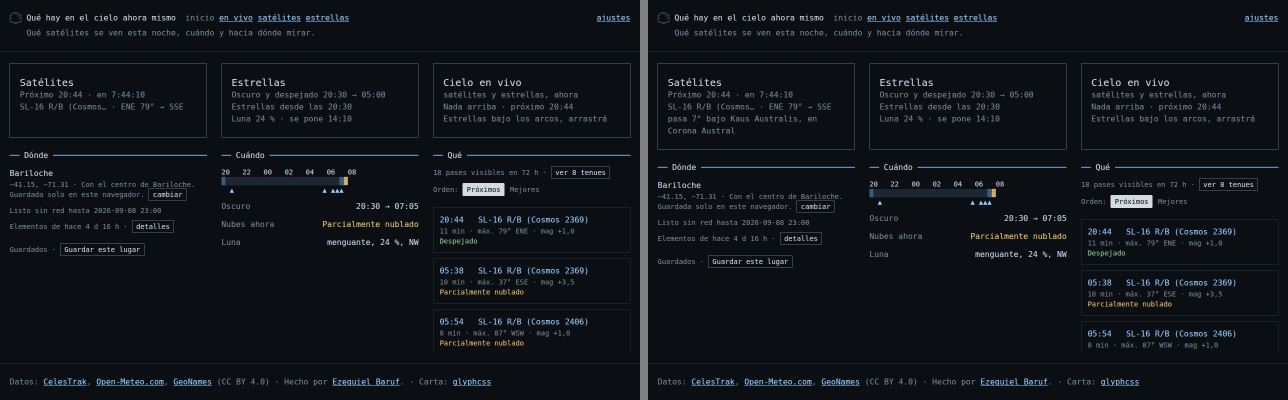 Qué hay en el cielo ahora mismo inicio en vivo satélites estrellas ajustes
Qué satélites se ven esta noche, cuándo y hacia dónde mirar.
Satélites
Próximo 20:44 · en 7:44:10
SL-16 R/B (Cosmos… · ENE 79° → SSE
Estrellas
Oscuro y despejado 20:30 → 05:00
Estrellas desde las 20:30
Luna 24 % · se pone 14:10
Cielo en vivo
satélites y estrellas, ahora
Nada arriba · próximo 20:44
Estrellas bajo los arcos, arrastrá
Dónde
Bariloche
−41.15, −71.31 · Con el centro de Bariloche.
Guardada solo en este navegador. cambiar
Listo sin red hasta 2026-09-08 23:00
Elementos de hace 4 d 16 h · detalles
Guardados · Guardar este lugar
Cuándo
20 22 00 02 04 06 08
Oscuro 20:30 → 07:05
Nubes ahora Parcialmente nublado
Luna menguante, 24 %, NW
Qué
18 pases visibles en 72 h · ver 8 tenues
Orden: Próximos Mejores
20:44 SL-16 R/B (Cosmos 2369)
11 min · máx. 79° ENE · mag +1,0
Despejado
05:38 SL-16 R/B (Cosmos 2369)
10 min · máx. 37° ESE · mag +3,5
Parcialmente nublado
05:54 SL-16 R/B (Cosmos 2406)
8 min · máx. 87° WSW · mag +1,0
Parcialmente nublado
Datos: CelesTrak, Open-Meteo.com, GeoNames (CC BY 4.0) · Hecho por Ezequiel Baruf. · Carta: glyphcss
Qué hay en el cielo ahora mismo inicio en vivo satélites estrellas ajustes
Qué satélites se ven esta noche, cuándo y hacia dónde mirar.
Satélites
Próximo 20:44 · en 7:44:10
SL-16 R/B (Cosmos… · ENE 79° → SSE
pasa 7° bajo Kaus Australis, en
Corona Austral
Estrellas
Oscuro y despejado 20:30 → 05:00
Estrellas desde las 20:30
Luna 24 % · se pone 14:10
Cielo en vivo
satélites y estrellas, ahora
Nada arriba · próximo 20:44
Estrellas bajo los arcos, arrastrá
Dónde
Bariloche
−41.15, −71.31 · Con el centro de Bariloche.
Guardada solo en este navegador. cambiar
Listo sin red hasta 2026-09-08 23:00
Elementos de hace 4 d 16 h · detalles
Guardados · Guardar este lugar
Cuándo
20 22 00 02 04 06 08
Oscuro 20:30 → 07:05
Nubes ahora Parcialmente nublado
Luna menguante, 24 %, NW
Qué
18 pases visibles en 72 h · ver 8 tenues
Orden: Próximos Mejores
20:44 SL-16 R/B (Cosmos 2369)
11 min · máx. 79° ENE · mag +1,0
Despejado
05:38 SL-16 R/B (Cosmos 2369)
10 min · máx. 37° ESE · mag +3,5
Parcialmente nublado
05:54 SL-16 R/B (Cosmos 2406)
8 min · máx. 87° WSW · mag +1,0
Datos: CelesTrak, Open-Meteo.com, GeoNames (CC BY 4.0) · Hecho por Ezequiel Baruf. · Carta: glyphcss